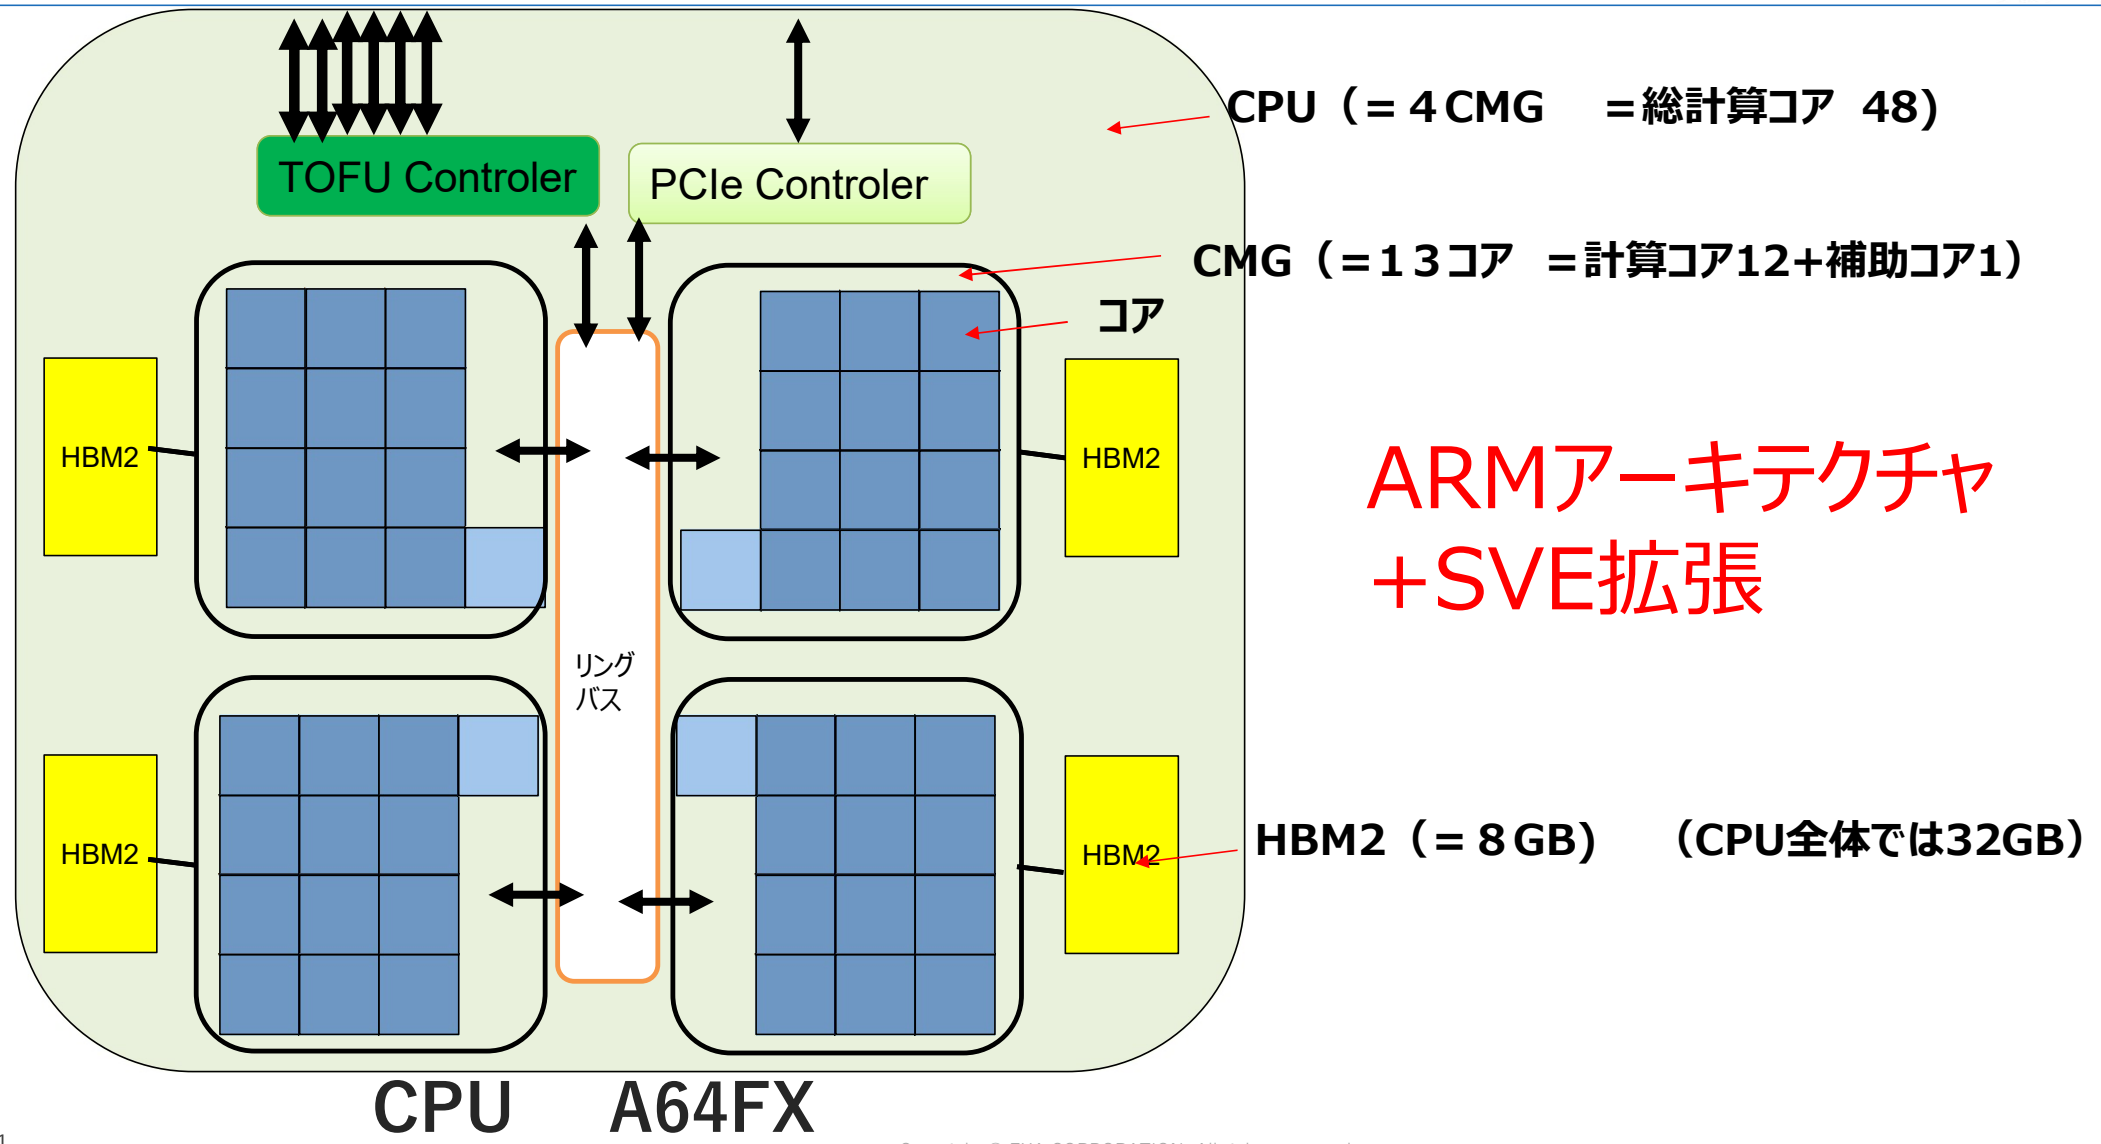 TOFU Controler
PCIe Controler
CPU（=４CMG　=総計算コア 48)
CMG（=1３コア =計算コア12+補助コア1）
コア
HBM2
HBM2
ARMアーキテクチャ
+SVE拡張
リング
バス
HBM2
HBM2
HBM2（=８GB)　（CPU全体では32GB）
CPU　A64FX
1